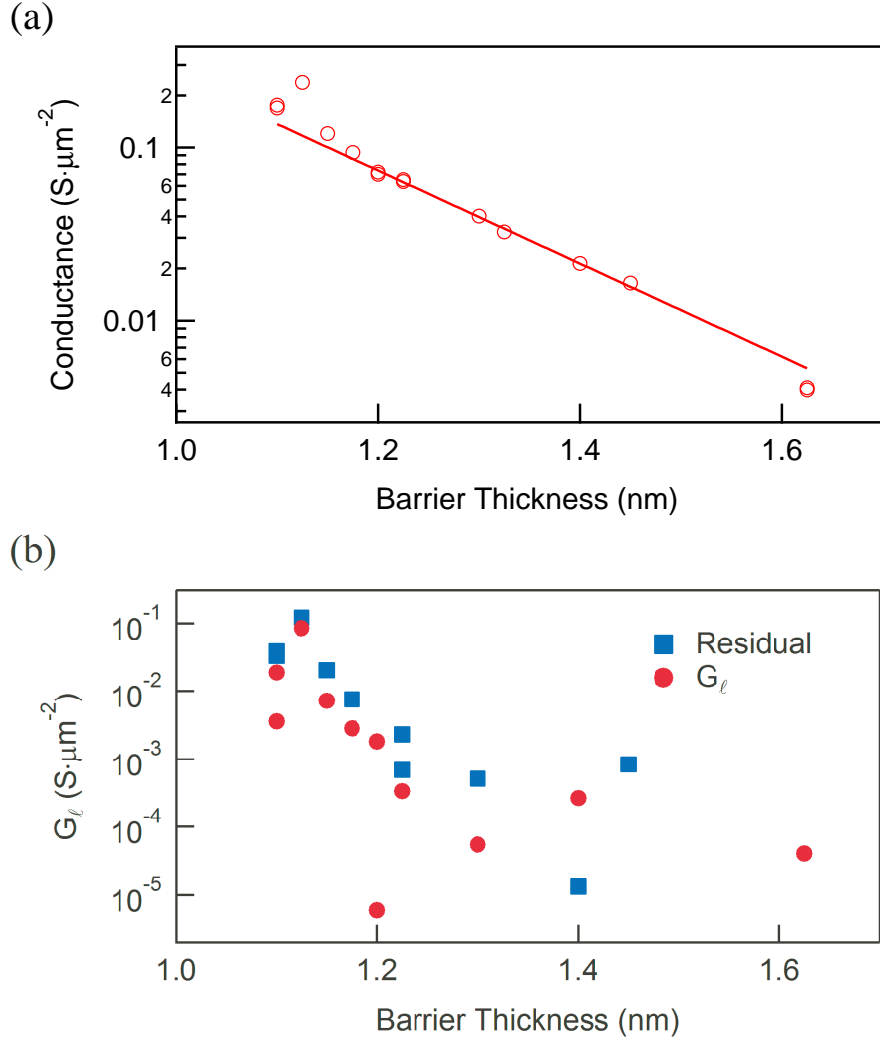 (a)
Conductance (S·μm⁻²)
2
0.1
6
4
2
0.01
6
4
1.0 1.2 1.4 1.6
Barrier Thickness (nm)
(b)
Gℓ (S·μm⁻²)
10⁻¹
10⁻²
10⁻³
10⁻⁴
10⁻⁵
Residual
Gℓ
1.0 1.2 1.4 1.6
Barrier Thickness (nm)